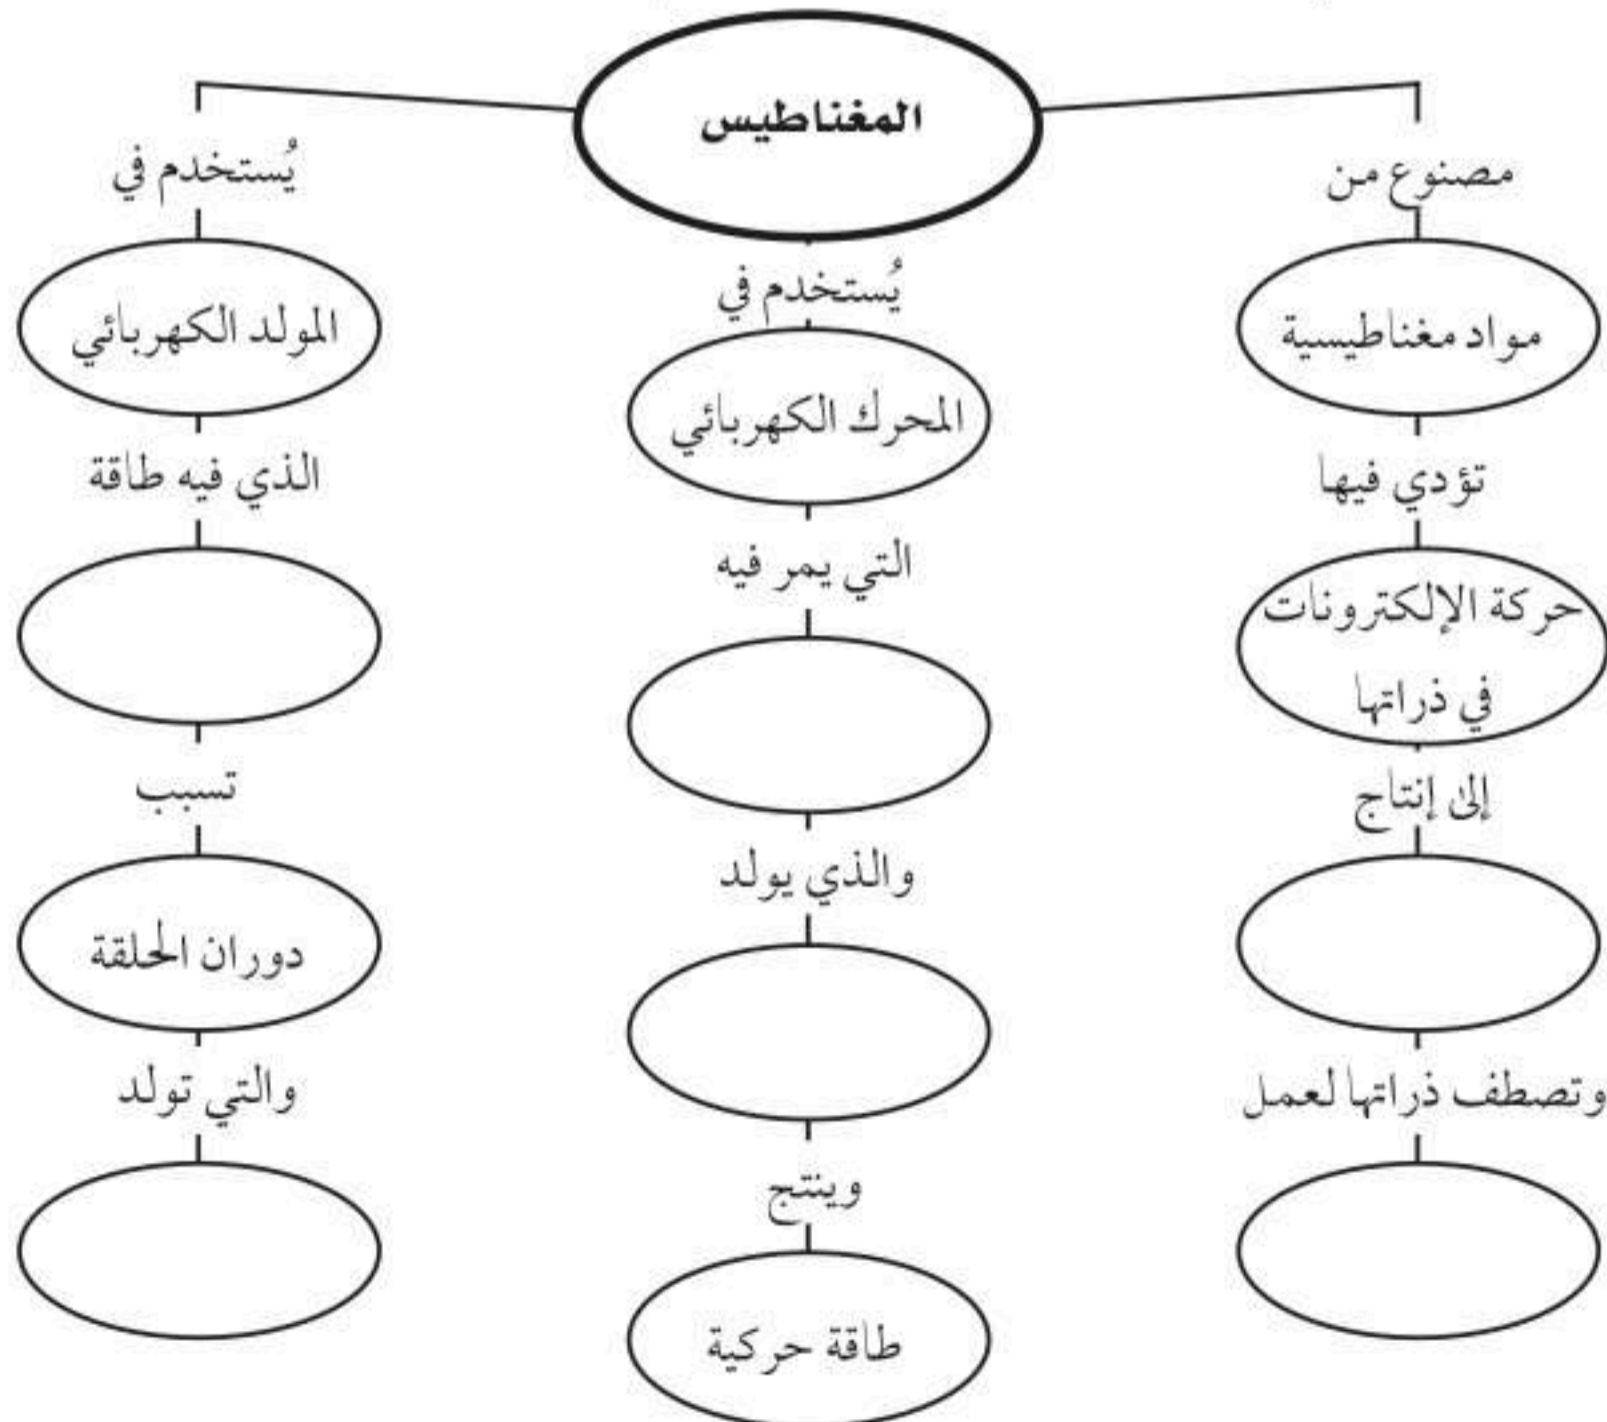 المغناطيس
مصنوع من
مواد مغناطيسية
تؤدي فيها
حركة الإلكترونات
في ذراتها
إلى إنتاج
وتصطف ذراتها لعمل
يُستخدم في
المحرك الكهربائي
التي يمر فيه
والذي يولد
وينتج
طاقة حركية
يُستخدم في
المولد الكهربائي
الذي فيه طاقة
تسبب
دوران الحلقة
والتي تولد